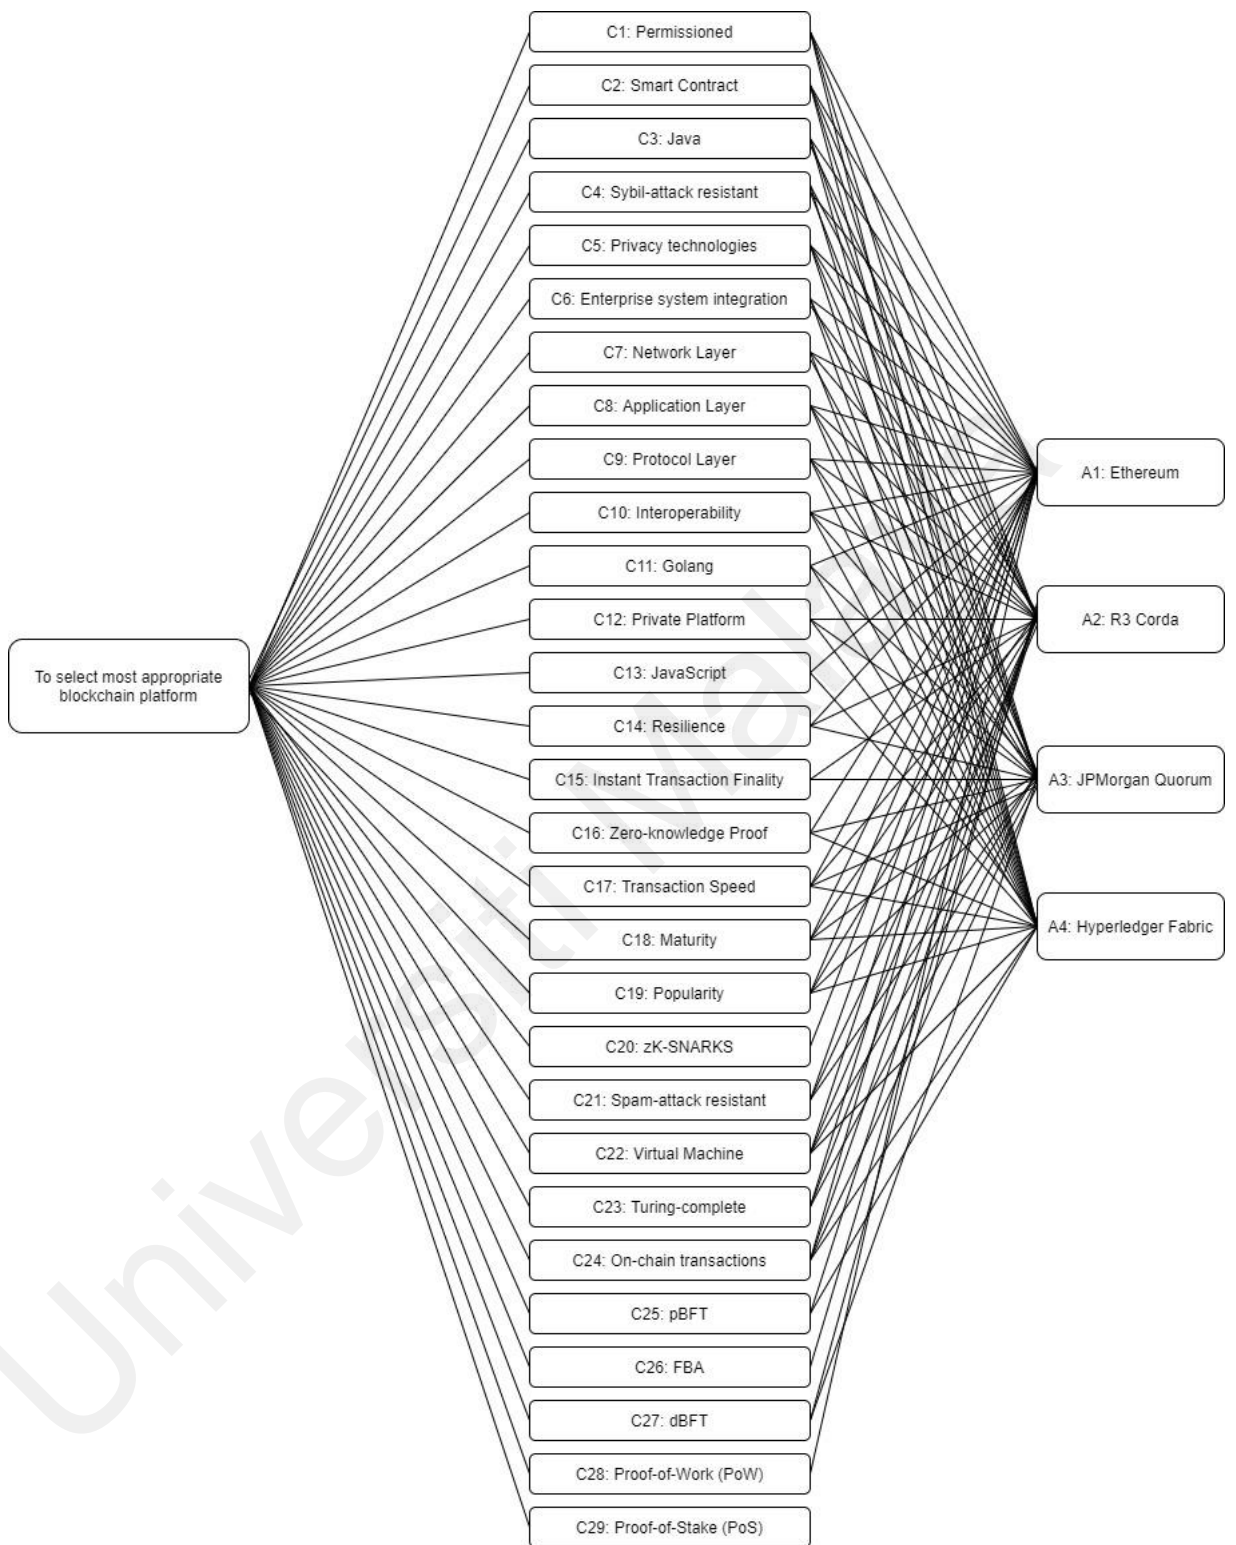 To select most appropriate
blockchain platform
C1: Permissioned
C2: Smart Contract
C3: Java
C4: Sybil-attack resistant
C5: Privacy technologies
C6: Enterprise system integration
C7: Network Layer
C8: Application Layer
C9: Protocol Layer
C10: Interoperability
C11: Golang
C12: Private Platform
C13: JavaScript
C14: Resilience
C15: Instant Transaction Finality
C16: Zero-knowledge Proof
C17: Transaction Speed
C18: Maturity
C19: Popularity
C20: zK-SNARKS
C21: Spam-attack resistant
C22: Virtual Machine
C23: Turing-complete
C24: On-chain transactions
C25: pBFT
C26: FBA
C27: dBFT
C28: Proof-of-Work (PoW)
C29: Proof-of-Stake (PoS)
A1: Ethereum
A2: R3 Corda
A3: JPMorgan Quorum
A4: Hyperledger Fabric
Universiti Malaya